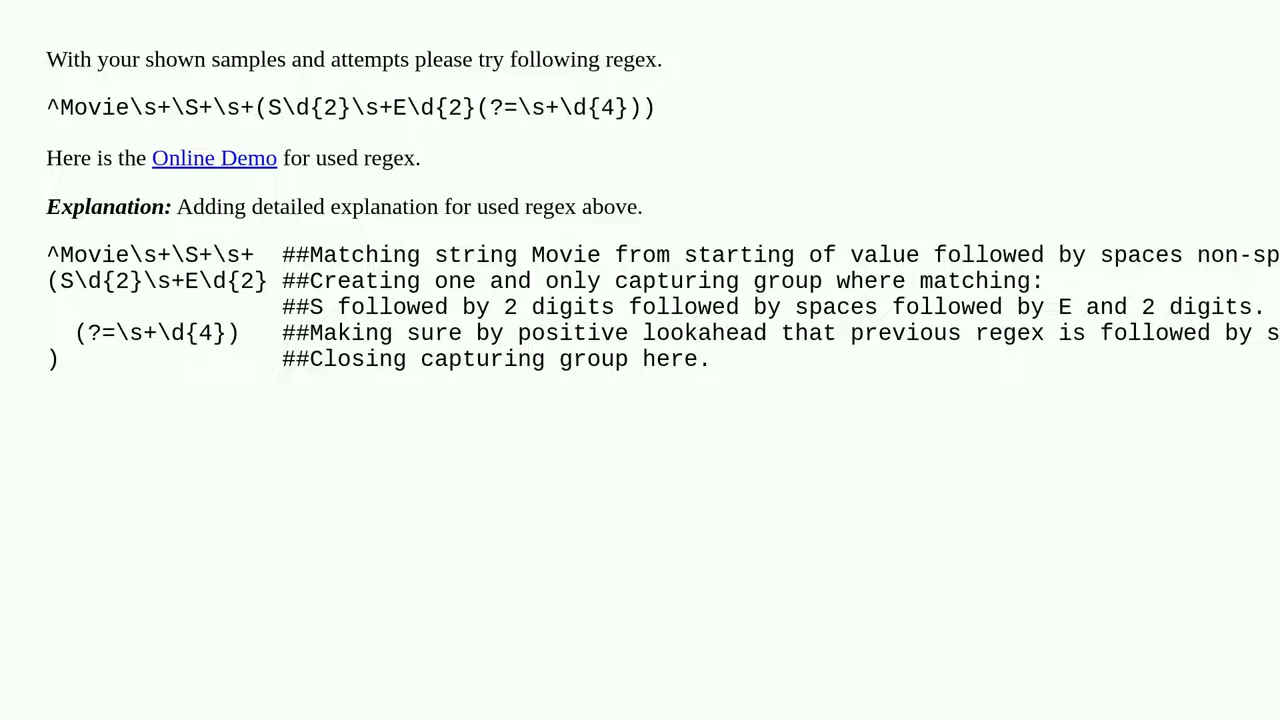 With your shown samples and attempts please try following regex.
^Movie\s+\S+\s+(S\d{2}\s+E\d{2}(?=\s+\d{4}))
Here is the Online Demo for used regex.
Explanation: Adding detailed explanation for used regex above.
^Movie\s+\S+\s+  ##Matching string Movie from starting of value followed by spaces non-sp
(S\d{2}\s+E\d{2} ##Creating one and only capturing group where matching:
                 ##S followed by 2 digits followed by spaces followed by E and 2 digits.
  (?=\s+\d{4})   ##Making sure by positive lookahead that previous regex is followed by s
)                ##Closing capturing group here.